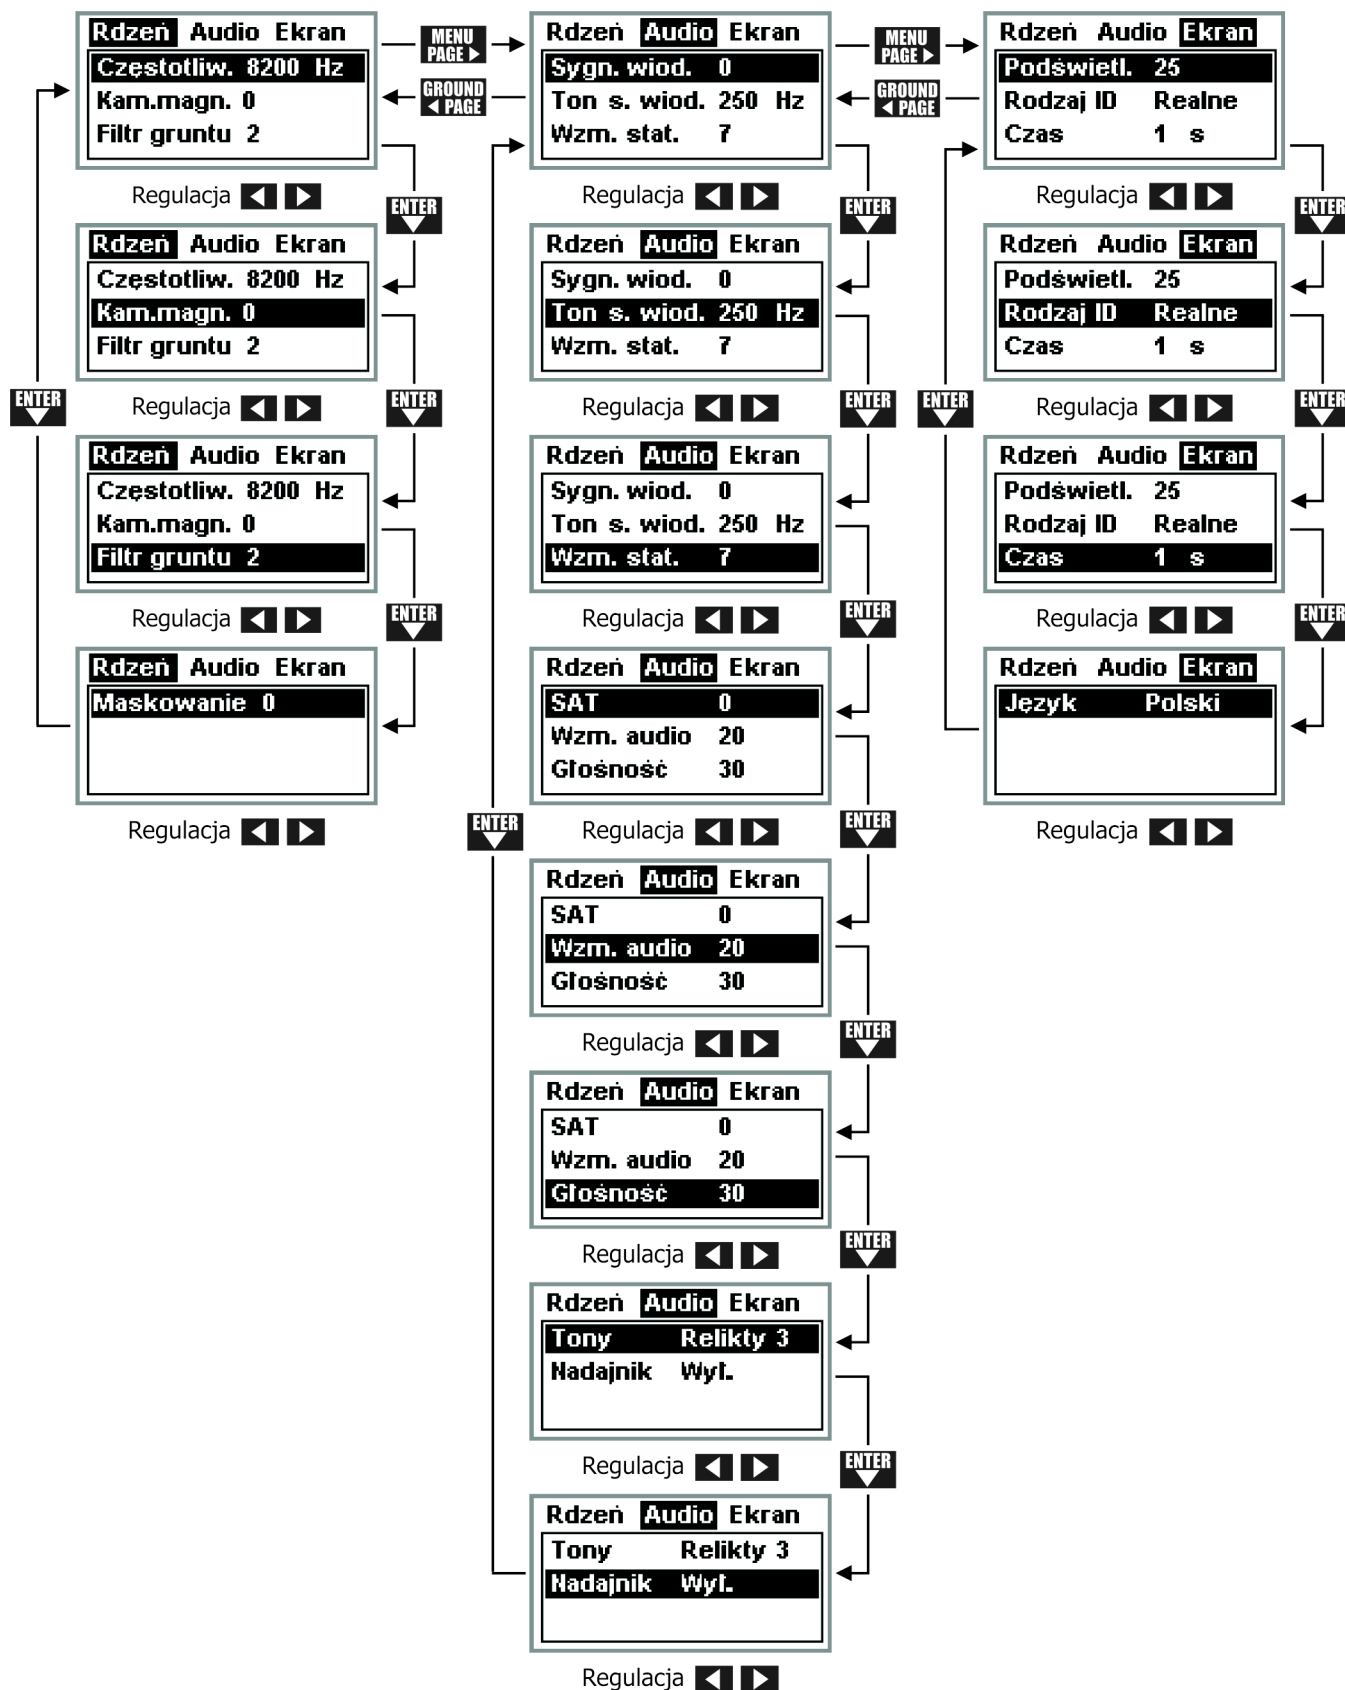 Rdzeń Audio Ekran
Częstotliw. 8200 Hz
Kam.magn. 0
Filtr gruntu 2
Regulacja
ENTER
Rdzeń Audio Ekran
Częstotliw. 8200 Hz
Kam.magn. 0
Filtr gruntu 2
Regulacja
ENTER
ENTER
Rdzeń Audio Ekran
Częstotliw. 8200 Hz
Kam.magn. 0
Filtr gruntu 2
Regulacja
ENTER
Rdzeń Audio Ekran
Maskowanie 0
Regulacja
MENU
PAGE
GROUND
PAGE
Rdzeń Audio Ekran
Sygn. wiod. 0
Ton s. wiod. 250 Hz
Wzm. stat. 7
Regulacja
ENTER
Rdzeń Audio Ekran
Sygn. wiod. 0
Ton s. wiod. 250 Hz
Wzm. stat. 7
Regulacja
ENTER
Rdzeń Audio Ekran
Sygn. wiod. 0
Ton s. wiod. 250 Hz
Wzm. stat. 7
Regulacja
ENTER
Rdzeń Audio Ekran
SAT 0
Wzm. audio 20
Głośność 30
ENTER
Regulacja
ENTER
Rdzeń Audio Ekran
SAT 0
Wzm. audio 20
Głośność 30
Regulacja
ENTER
Rdzeń Audio Ekran
SAT 0
Wzm. audio 20
Głośność 30
Regulacja
ENTER
Rdzeń Audio Ekran
Tony Relikty 3
Nadajnik Wył.
Regulacja
ENTER
Rdzeń Audio Ekran
Tony Relikty 3
Nadajnik Wył.
Regulacja
MENU
PAGE
GROUND
PAGE
Rdzeń Audio Ekran
Podświetl. 25
Rodzaj ID Realne
Czas 1 s
Regulacja
ENTER
Rdzeń Audio Ekran
Podświetl. 25
Rodzaj ID Realne
Czas 1 s
ENTER
Regulacja
ENTER
Rdzeń Audio Ekran
Podświetl. 25
Rodzaj ID Realne
Czas 1 s
Regulacja
ENTER
Rdzeń Audio Ekran
Język Polski
Regulacja